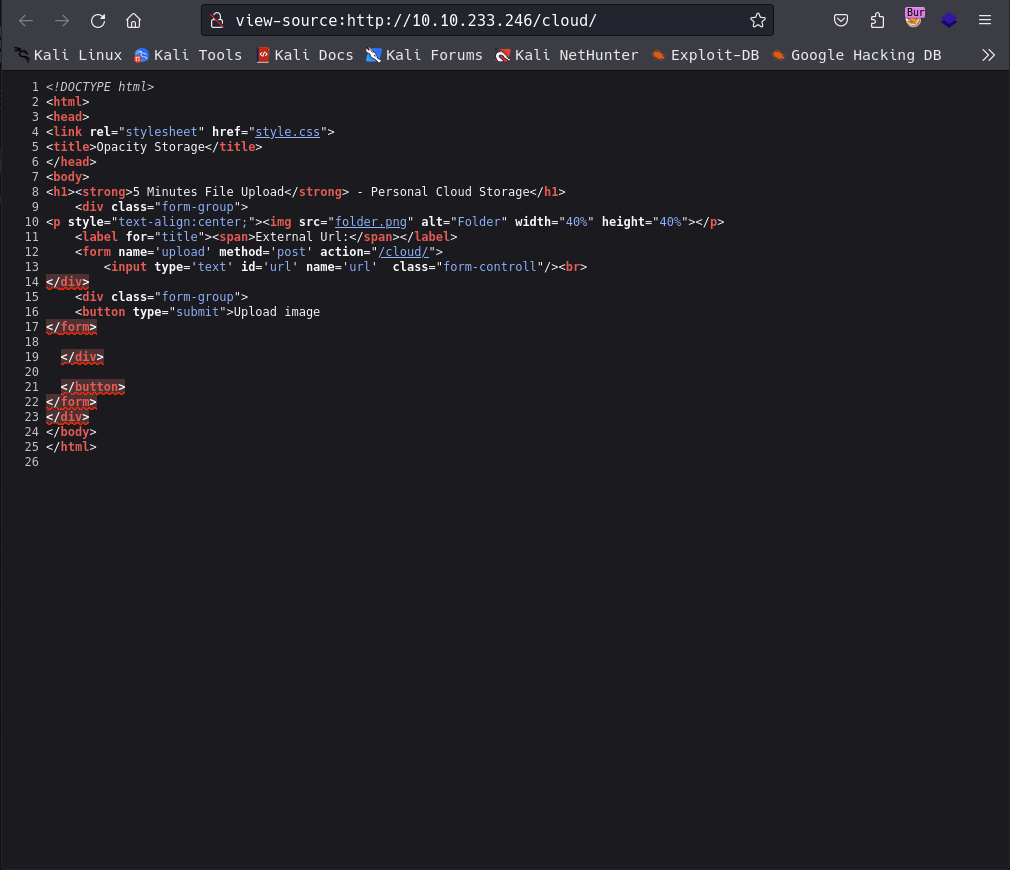 Bur
view-source:http://10.10.233.246/cloud/
Kali Linux Kali Tools Kali Docs Kali Forums Kali NetHunter Exploit-DB Google Hacking DB
1 <!DOCTYPE html>
2 <html>
3 <head>
4 <link rel="stylesheet" href="style.css">
5 <title>Opacity Storage</title>
6 </head>
7 <body>
8 <h1><strong>5 Minutes File Upload</strong> - Personal Cloud Storage</h1>
9     <div class="form-group">
10 <p style="text-align:center;"><img src="folder.png" alt="Folder" width="40%" height="40%"></p>
11     <label for="title"><span>External Url:</span></label>
12     <form name='upload' method='post' action="/cloud/">
13         <input type='text' id='url' name='url'  class="form-controll"/><br>
14 </div>
15     <div class="form-group">
16     <button type="submit">Upload image
17 </form>
18
19   </div>
20
21   </button>
22 </form>
23 </div>
24 </body>
25 </html>
26